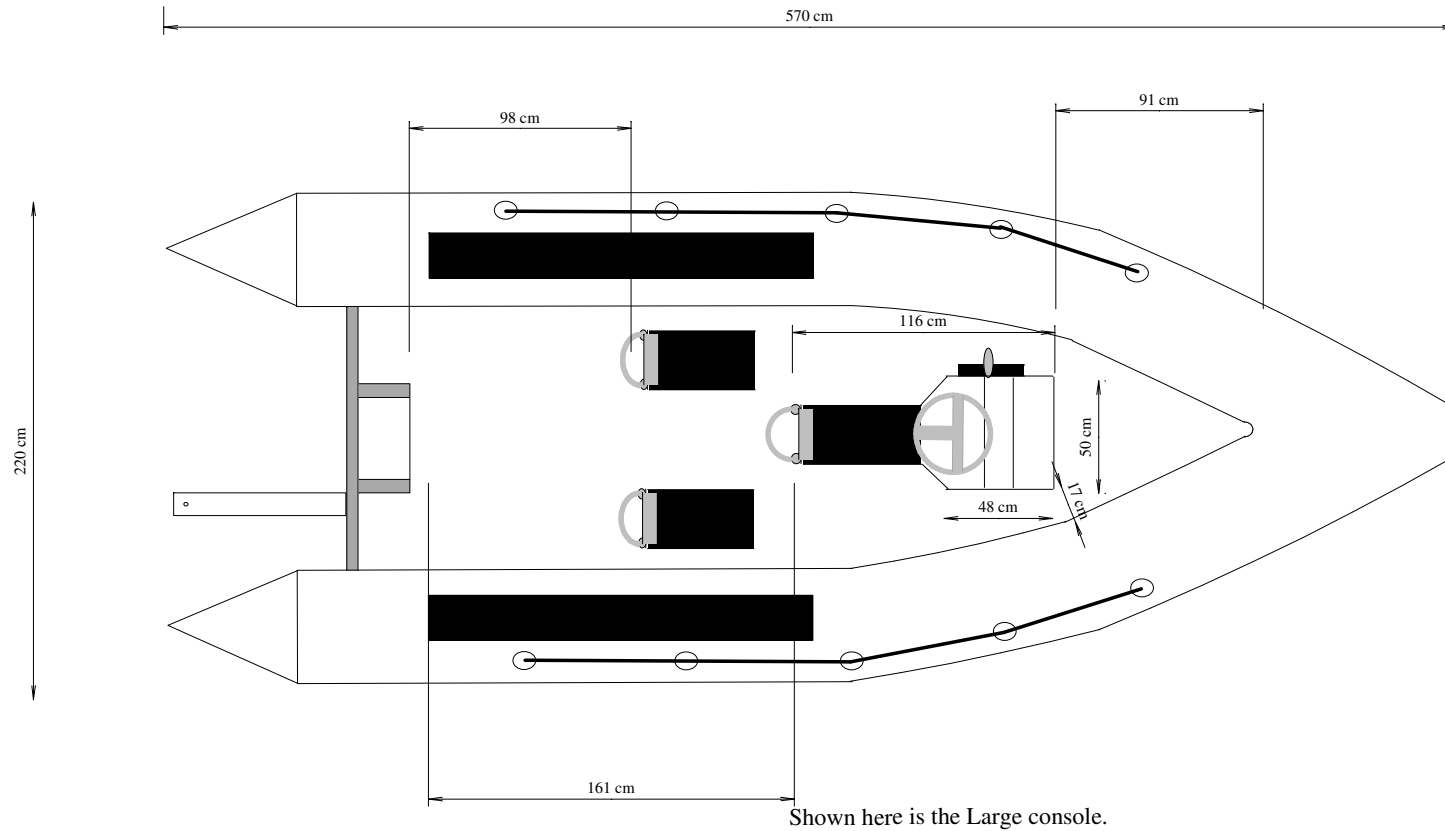 570 cm
91 cm
98 cm
116 cm
220 cm
50 cm
17 cm
48 cm
161 cm
Shown here is the Large console.